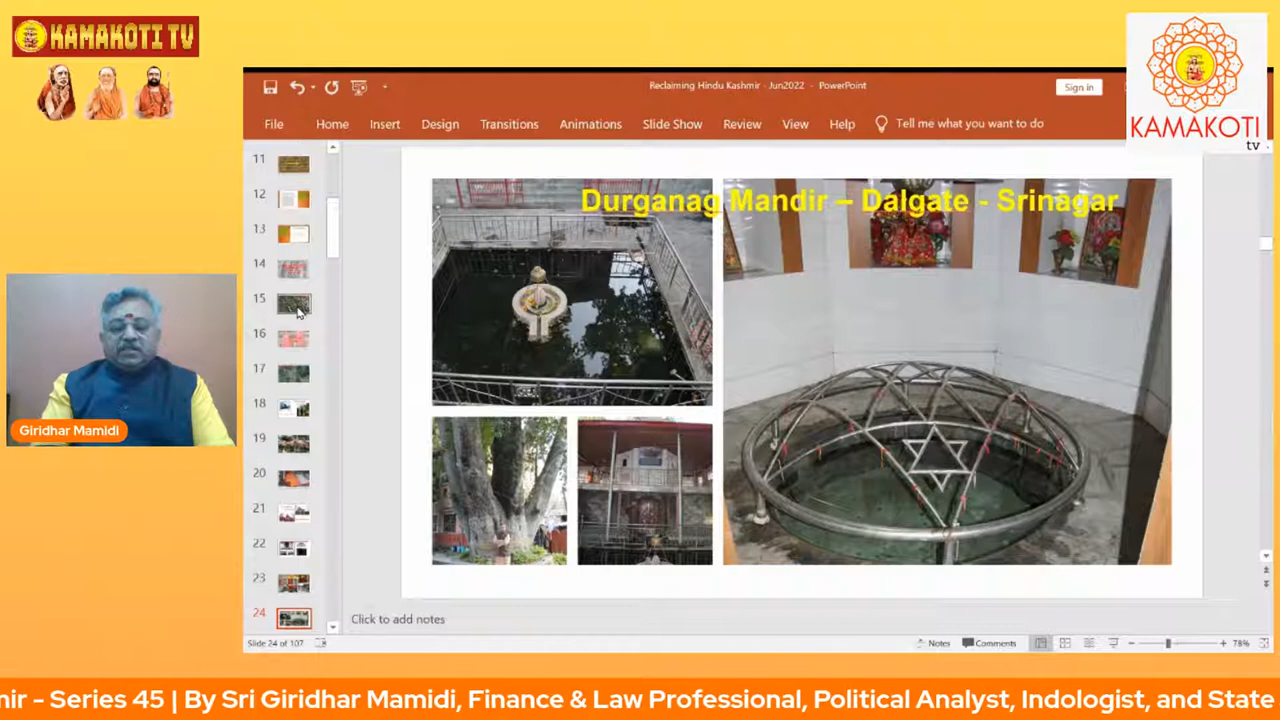 KAMAKOTI TV
KAMAKOTI
tv
Reclaiming Hindu Kashmir - Jun2022 - PowerPoint
Sign in
File Home Insert Design Transitions Animations Slide Show Review View Help Tell me what you want to do
11
12
13
14
15
16
17
18
19
20
21
22
23
24
Durganag Mandir – Dalgate - Srinagar
Giridhar Mamidi
Click to add notes
Slide 24 of 107
Notes Comments 78%
nir - Series 45 | By Sri Giridhar Mamidi, Finance & Law Professional, Political Analyst, Indologist, and State